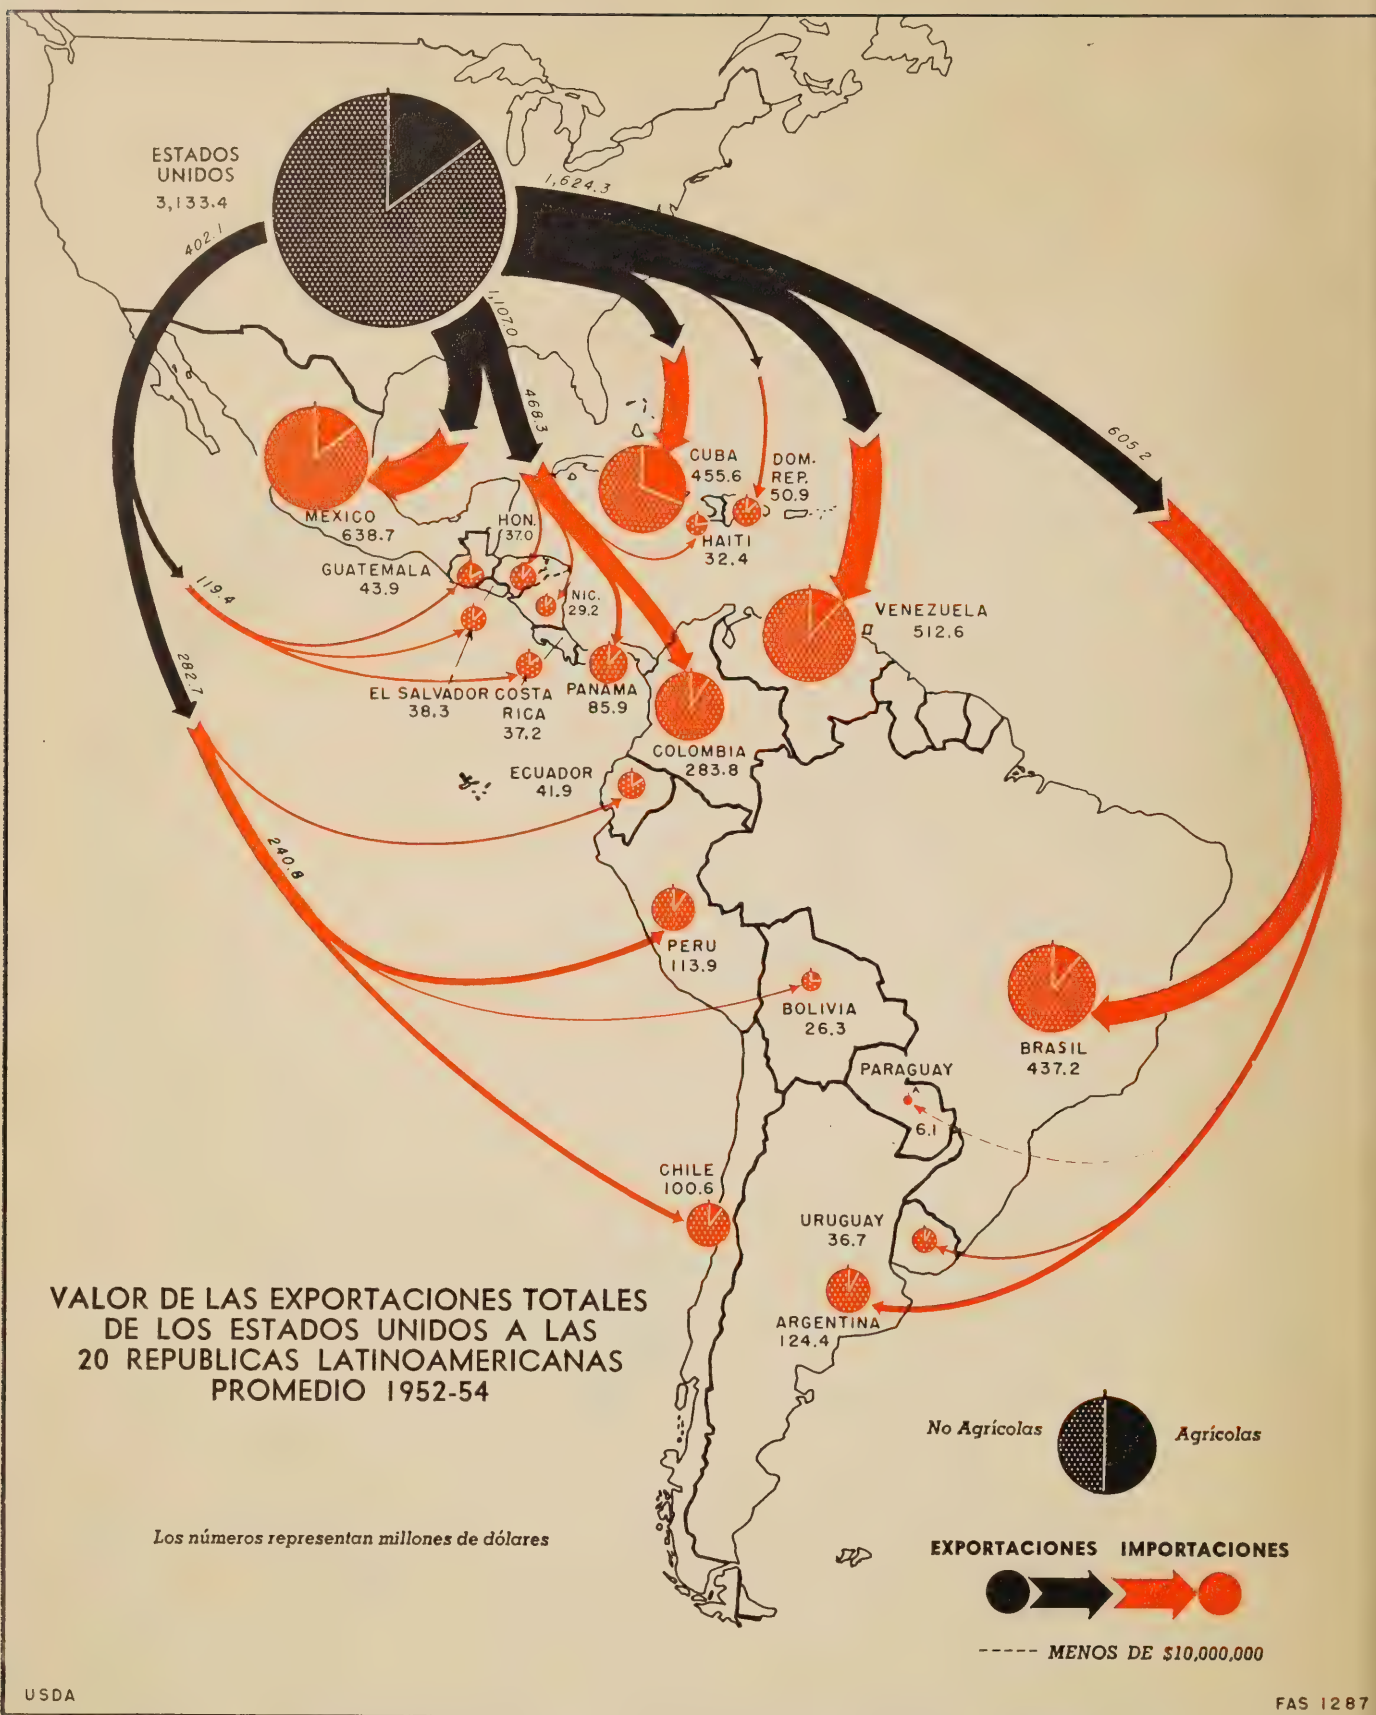 ESTADOS
UNIDOS
3,133.4
402.1
1,624.3
1,107.0
468.3
605.2
MEXICO
638.7
CUBA
455.6
DOM.
REP.
50.9
HAITI
32.4
HON.
37.0
GUATEMALA
43.9
NIC.
29.2
119.4
282.7
EL SALVADOR
38.3
COSTA
RICA
37.2
PANAMA
85.9
VENEZUELA
512.6
COLOMBIA
283.8
ECUADOR
41.9
240.8
PERU
113.9
BOLIVIA
26.3
BRASIL
437.2
PARAGUAY
6.1
CHILE
100.6
URUGUAY
36.7
ARGENTINA
124.4
VALOR DE LAS EXPORTACIONES TOTALES
DE LOS ESTADOS UNIDOS A LAS
20 REPUBLICAS LATINOAMERICANAS
PROMEDIO 1952-54
Los números representan millones de dólares
No Agrícolas
Agrícolas
EXPORTACIONES IMPORTACIONES
----- MENOS DE $10,000,000
USDA
FAS 1287